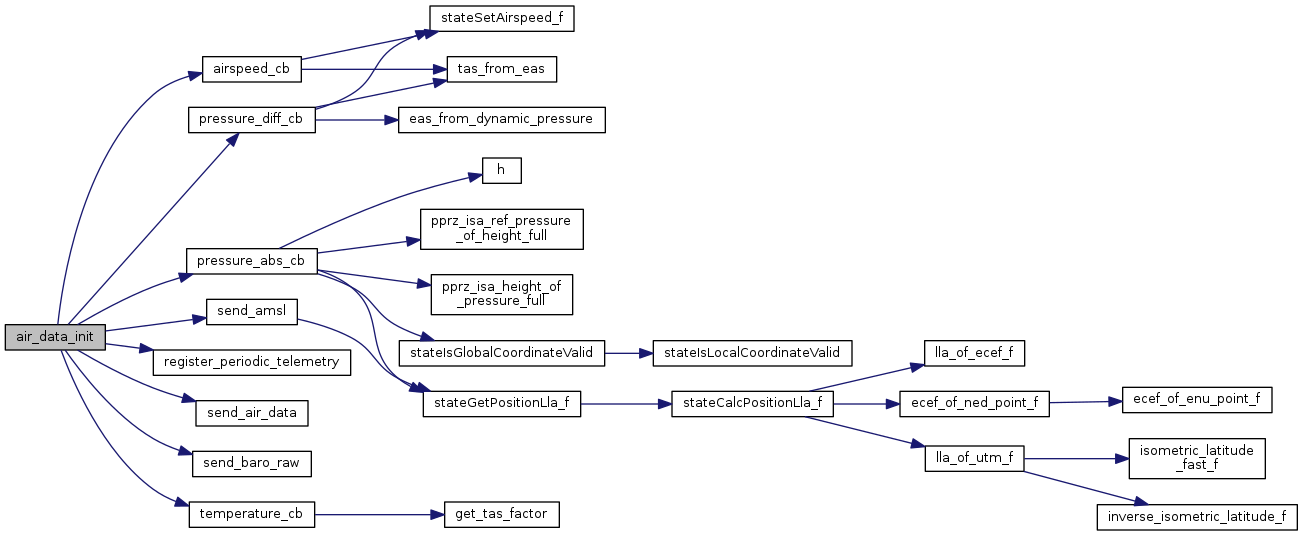 stateSetAirspeed_f
airspeed_cb
tas_from_eas
pressure_diff_cb
eas_from_dynamic_pressure
h
pprz_isa_ref_pressure
_of_height_full
pressure_abs_cb
pprz_isa_height_of
_pressure_full
send_amsl
air_data_init
stateIsGlobalCoordinateValid
stateIsLocalCoordinateValid
lla_of_ecef_f
register_periodic_telemetry
stateGetPositionLla_f
stateCalcPositionLla_f
ecef_of_ned_point_f
ecef_of_enu_point_f
send_air_data
lla_of_utm_f
isometric_latitude
_fast_f
send_baro_raw
temperature_cb
get_tas_factor
inverse_isometric_latitude_f